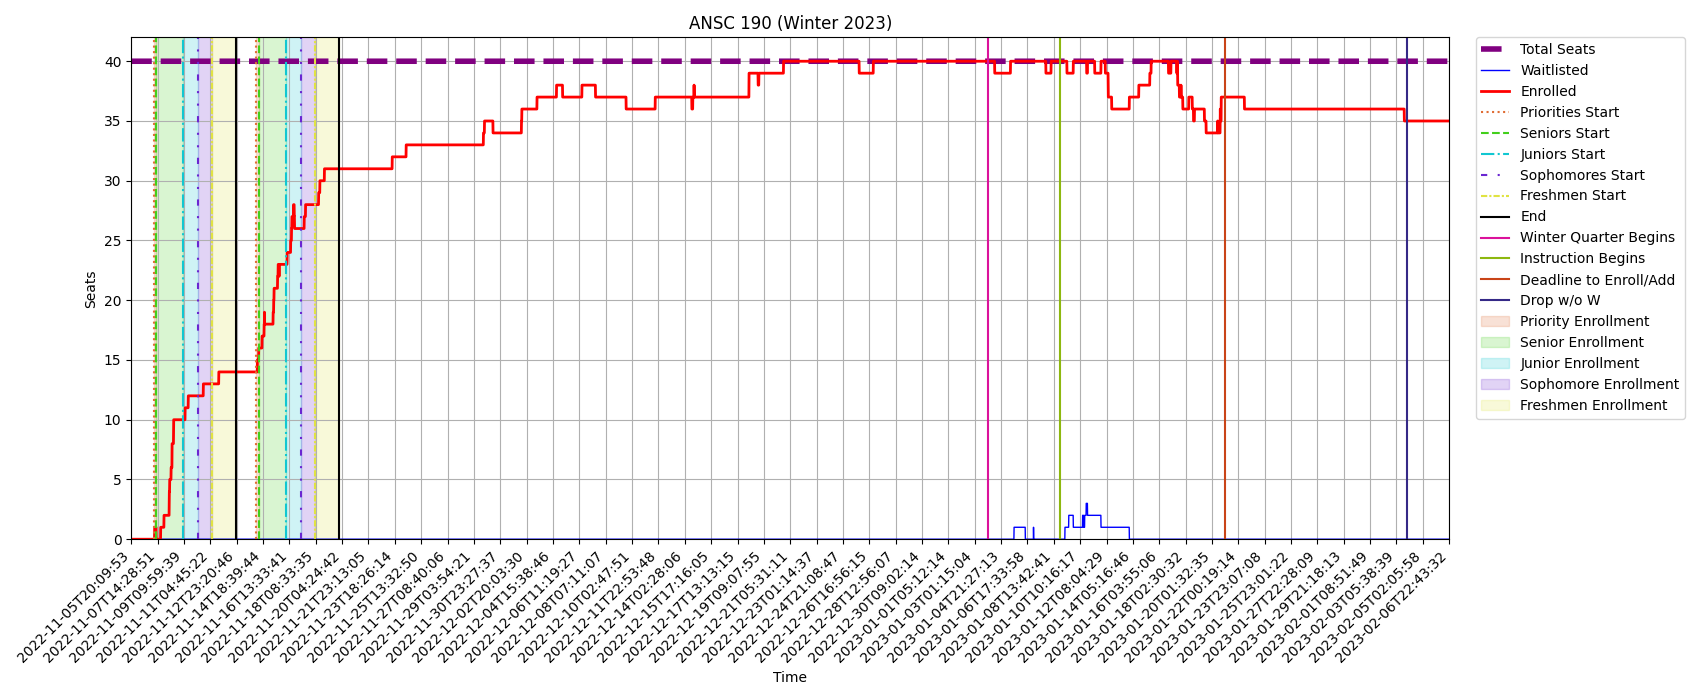 ANSC 190 (Winter 2023)
40
35
30
25
20
15
10
5
0
Seats
2022-11-05T20:09:53
2022-11-07T14:28:51
2022-11-09T09:59:39
2022-11-11T04:45:22
2022-11-12T23:20:46
2022-11-14T18:39:44
2022-11-16T13:33:41
2022-11-18T08:33:35
2022-11-20T04:24:42
2022-11-21T23:13:05
2022-11-23T18:26:14
2022-11-25T13:32:50
2022-11-27T08:40:06
2022-11-29T03:54:21
2022-11-30T23:27:37
2022-12-02T20:03:30
2022-12-04T15:38:46
2022-12-06T11:19:27
2022-12-08T07:11:07
2022-12-10T02:47:51
2022-12-11T22:53:48
2022-12-14T02:28:06
2022-12-15T17:16:05
2022-12-17T13:13:15
2022-12-19T09:07:55
2022-12-21T05:31:11
2022-12-23T01:14:37
2022-12-24T21:08:47
2022-12-26T16:56:15
2022-12-28T12:56:07
2022-12-30T09:02:14
2023-01-01T05:12:14
2023-01-03T01:15:04
2023-01-04T21:27:13
2023-01-06T17:33:58
2023-01-08T13:42:41
2023-01-10T10:16:17
2023-01-12T08:04:29
2023-01-14T05:16:46
2023-01-16T03:55:06
2023-01-18T02:30:32
2023-01-20T01:32:35
2023-01-22T00:19:14
2023-01-23T23:07:08
2023-01-25T23:01:22
2023-01-27T22:28:09
2023-01-29T21:18:13
2023-02-01T08:51:49
2023-02-03T05:38:39
2023-02-05T02:05:58
2023-02-06T22:43:32
Time
Total Seats
Waitlisted
Enrolled
Priorities Start
Seniors Start
Juniors Start
Sophomores Start
Freshmen Start
End
Winter Quarter Begins
Instruction Begins
Deadline to Enroll/Add
Drop w/o W
Priority Enrollment
Senior Enrollment
Junior Enrollment
Sophomore Enrollment
Freshmen Enrollment